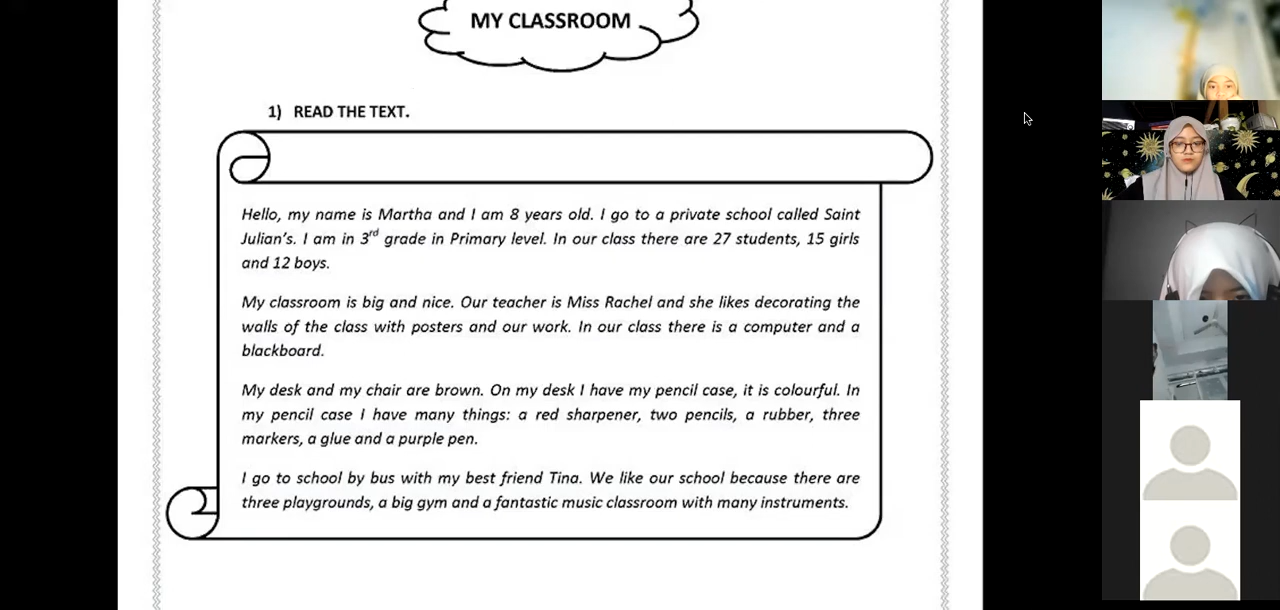 MY CLASSROOM
1) READ THE TEXT.
Hello, my name is Martha and I am 8 years old. I go to a private school called Saint
Julian's. I am in 3rd grade in Primary level. In our class there are 27 students, 15 girls
and 12 boys.
My classroom is big and nice. Our teacher is Miss Rachel and she likes decorating the
walls of the class with posters and our work. In our class there is a computer and a
blackboard.
My desk and my chair are brown. On my desk I have my pencil case, it is colourful. In
my pencil case I have many things: a red sharpener, two pencils, a rubber, three
markers, a glue and a purple pen.
I go to school by bus with my best friend Tina. We like our school because there are
three playgrounds, a big gym and a fantastic music classroom with many instruments.